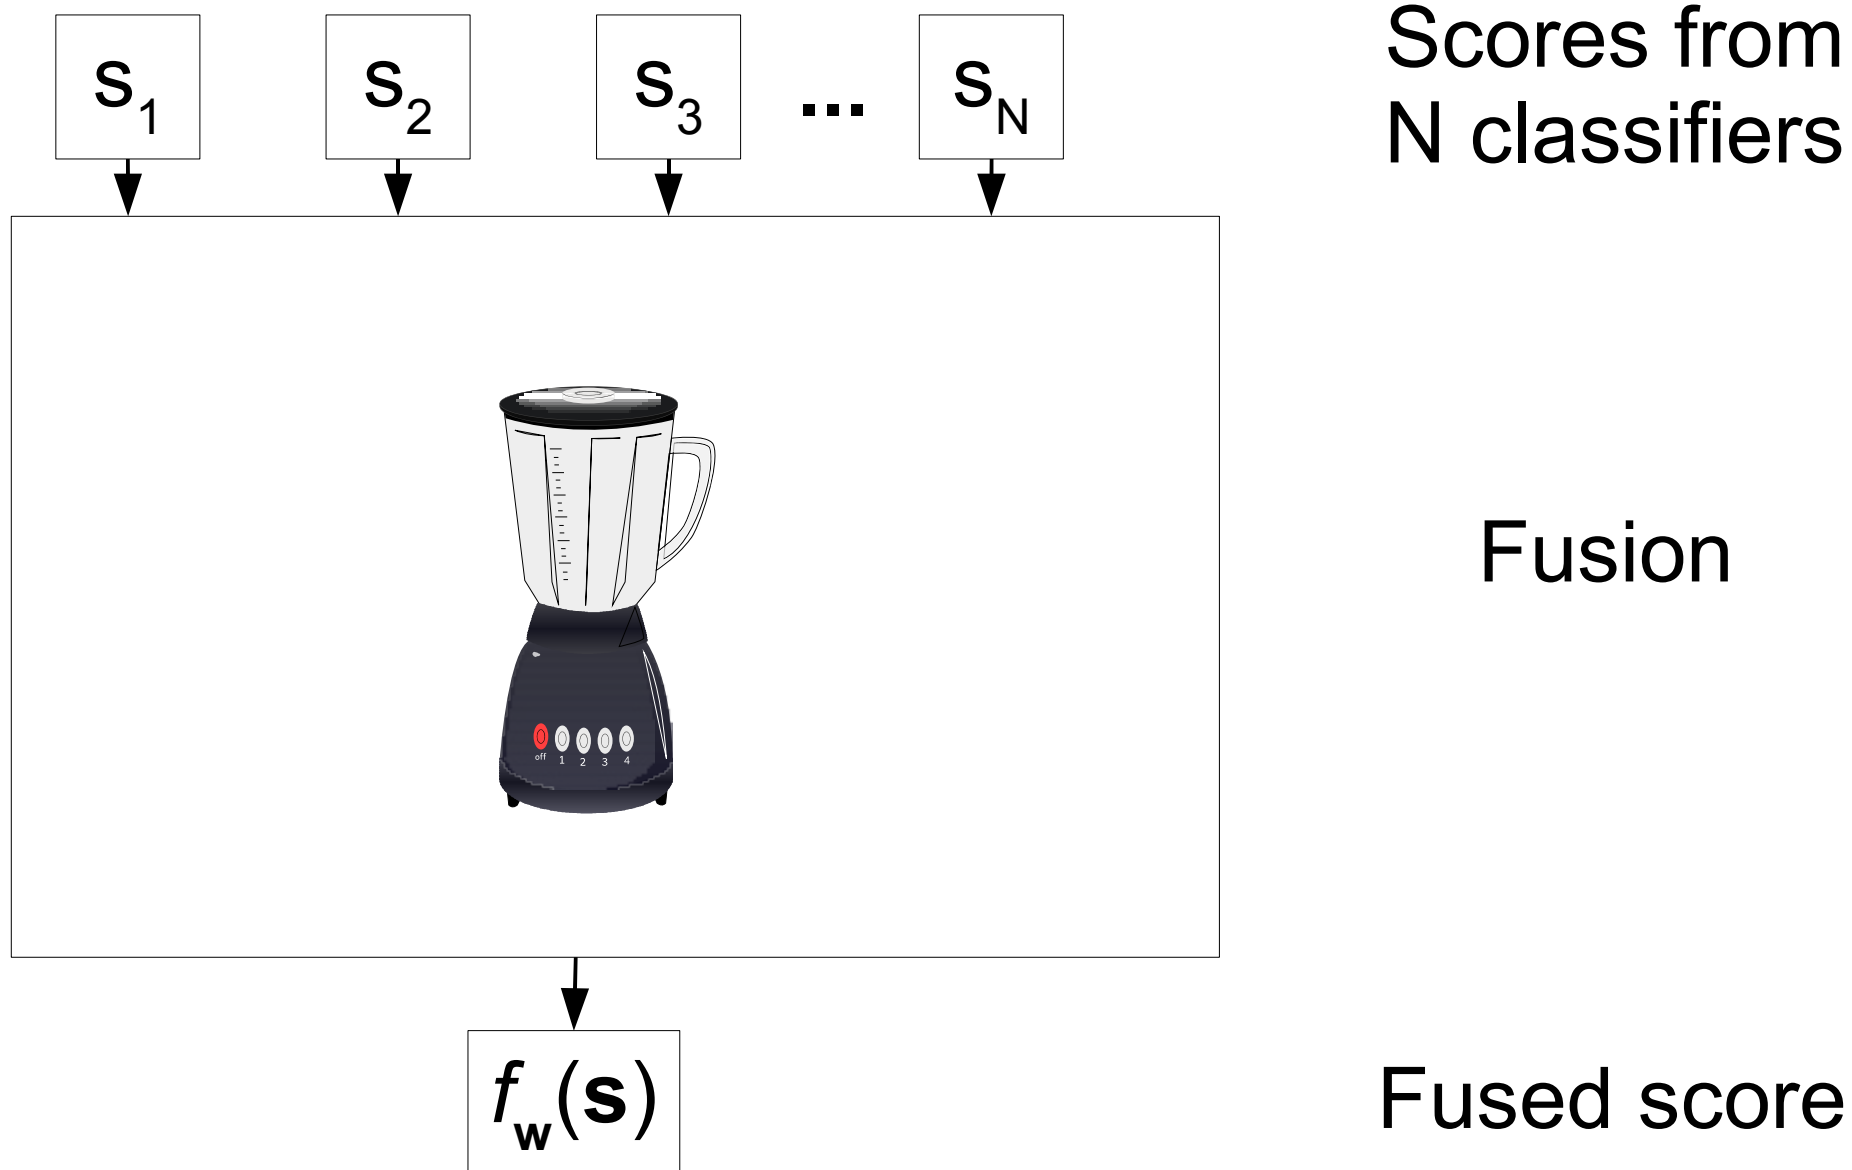 s1 s2 s3 ... sN
Scores from
N classifiers
Fusion
off 1 2 3 4
fw(s)
Fused score